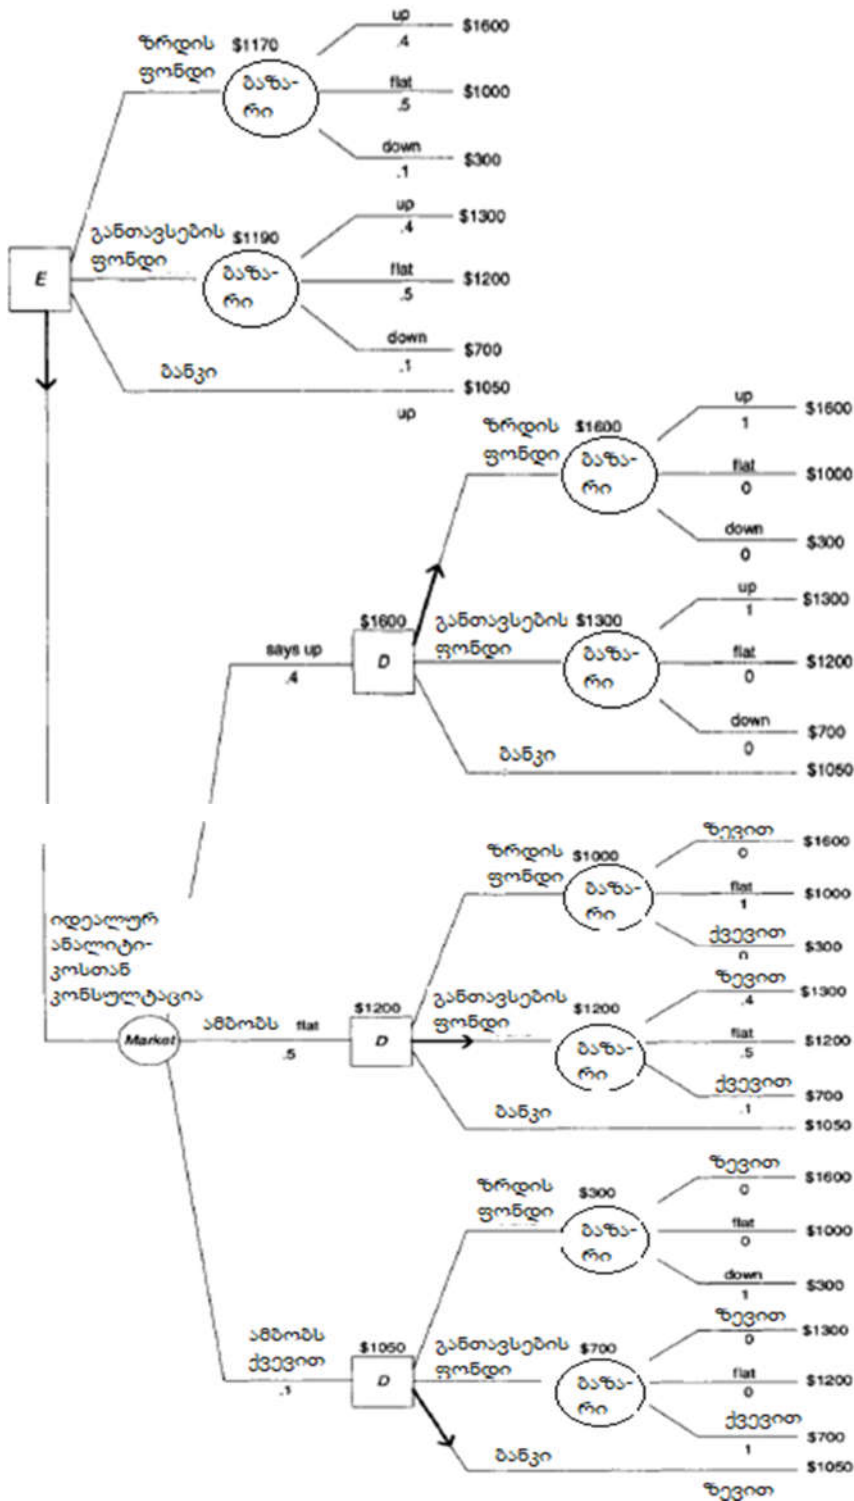 up
ზრდის $1170 .4 $1600
ფონდი
ბაზა-
რი
flat $1000
.5
down $300
.1
up
.4 $1300
განთავსების
ფონდი $1190
ბაზა-
რი
E
flat $1200
.5
down $700
.1
ბანკი $1050
up
ზრდის $1600
ფონდი
ბაზა-
რი
up $1600
1
flat $1000
0
down $300
0
says up
.4
$1600
D
განთავსების $1300
ფონდი
ბაზა-
რი
up $1300
1
flat $1200
0
down $700
0
ბანკი $1050
იდეალურ
ანალიტი-
კოსთან
კონსულტაცია
Market
ამბობს flat
.5
$1200
D
ზრდის $1000
ფონდი
ბაზა-
რი
ზევით $1600
0
flat $1000
1
ქვევით $300
0
განთავსების $1200
ფონდი
ბაზა-
რი
ზევით $1300
.4
flat $1200
.5
ქვევით $700
.1
ბანკი $1050
ამბობს
ქვევით
.1
$1050
D
ზრდის $300
ფონდი
ბაზა-
რი
ზევით $1600
0
flat $1000
0
down $300
1
განთავსების $700
ფონდი
ბაზა-
რი
ზევით $1300
0
flat $1200
0
ქვევით $700
1
ბანკი $1050
ზევით